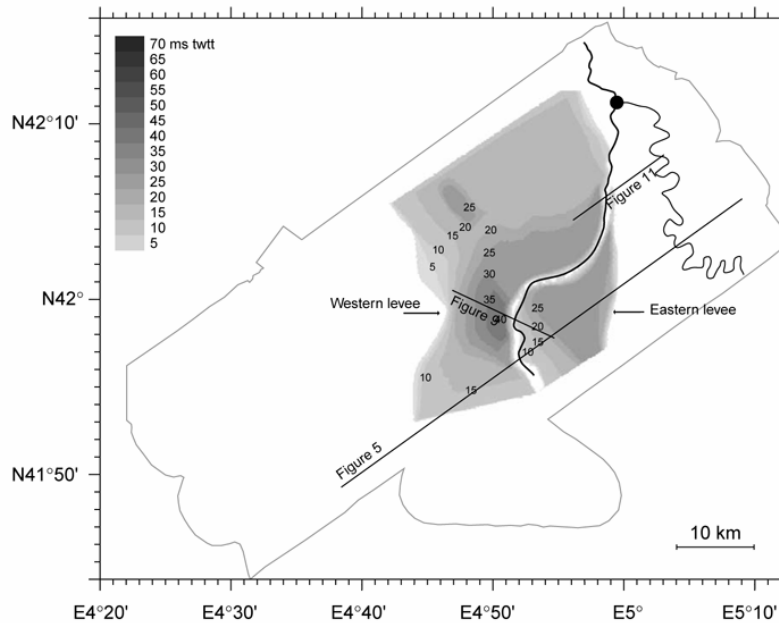 70 ms twtt
65
60
55
50
45
40
35
30
25
20
15
10
5
N42°10'
N42°
N41°50'
Figure 11
25
20
20
15
10
25
5
30
35
Figure 9
40
Western levee
25
20
15
10
Eastern levee
10
15
Figure 5
10 km
E4°20'
E4°30'
E4°40'
E4°50'
E5°
E5°10'